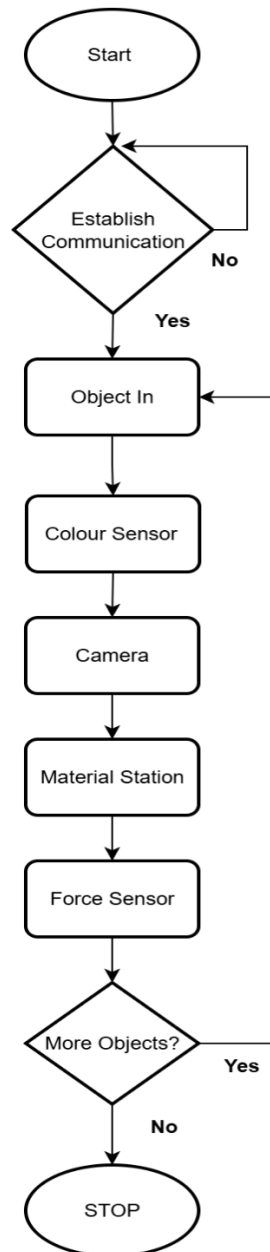 Start
Establish
Communication
No
Yes
Object In
Colour Sensor
Camera
Material Station
Force Sensor
More Objects?
Yes
No
STOP